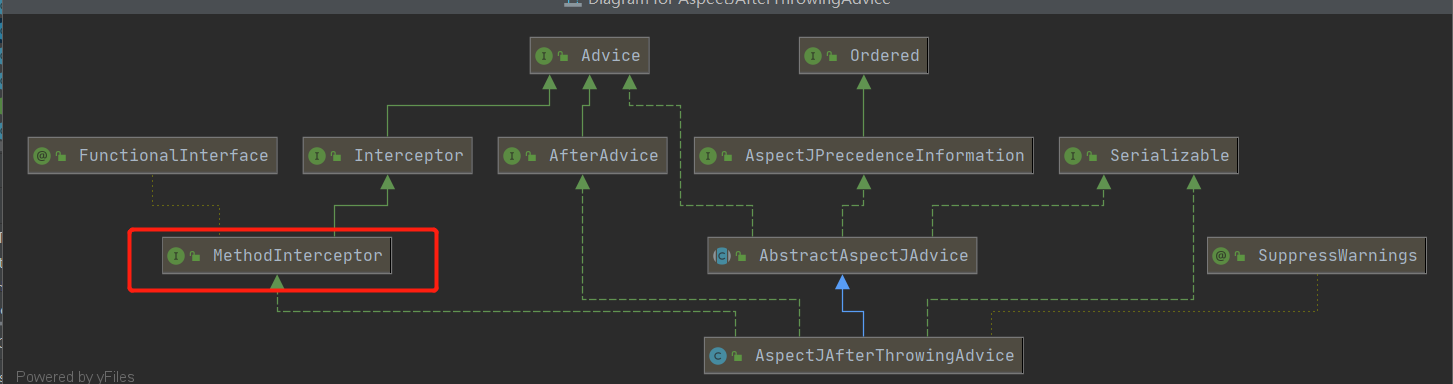 Diagram for AspectJAfterThrowingAdvice
I Advice
I Ordered
@ FunctionalInterface
I Interceptor
I AfterAdvice
I AspectJPrecedenceInformation
I Serializable
I MethodInterceptor
C AbstractAspectJAdvice
@ SuppressWarnings
C AspectJAfterThrowingAdvice
Powered by yFiles